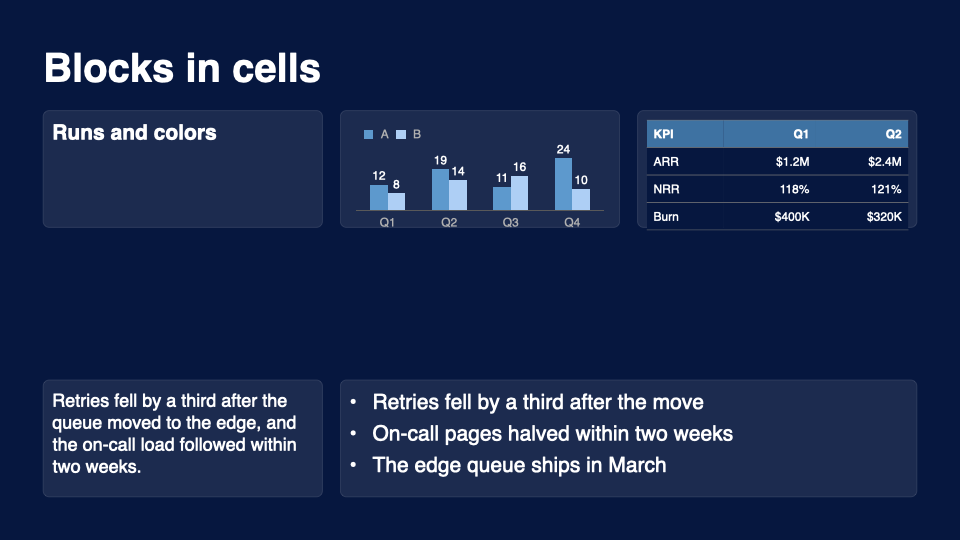 Blocks in cells
Runs and colors
A B
24
19
16
14
12
11
10
8
Q1 Q2 Q3 Q4
KPI Q1 Q2
ARR $1.2M $2.4M
NRR 118% 121%
Burn $400K $320K
Retries fell by a third after the
queue moved to the edge, and
the on-call load followed within
two weeks.
• Retries fell by a third after the move
• On-call pages halved within two weeks
• The edge queue ships in March